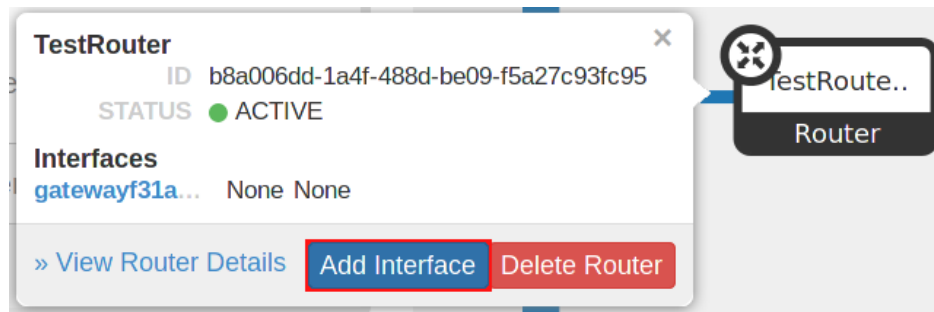 TestRouter ×
ID b8a006dd-1a4f-488d-be09-f5a27c93fc95
STATUS ACTIVE
Interfaces
gatewayf31a... None None
» View Router Details Add Interface Delete Router
TestRoute..
Router